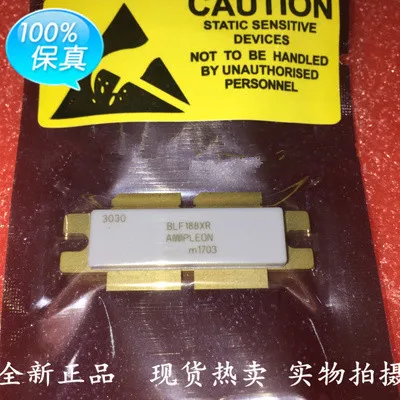 100%
保真
CAUTION
STATIC SENSITIVE
DEVICES
NOT TO BE HANDLED
BY UNAUTHORISED
PERSONNEL
3030
BLF188XR
AMPLEON
m1703
全新正品 现货热卖 实物拍摄